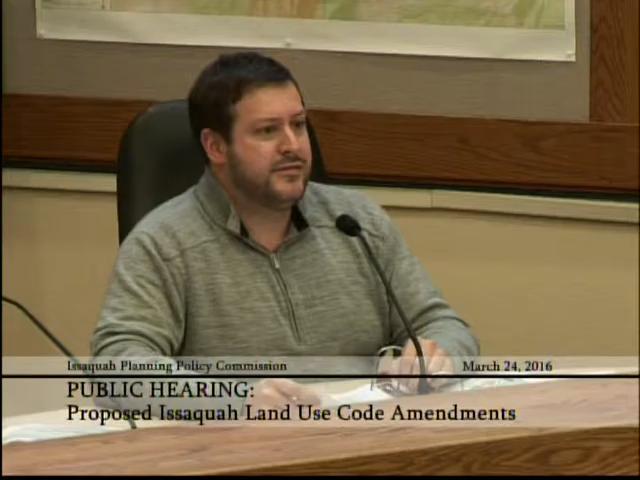 Issaquah Planning Policy Commission
March 24, 2016
PUBLIC HEARING:
Proposed Issaquah Land Use Code Amendments